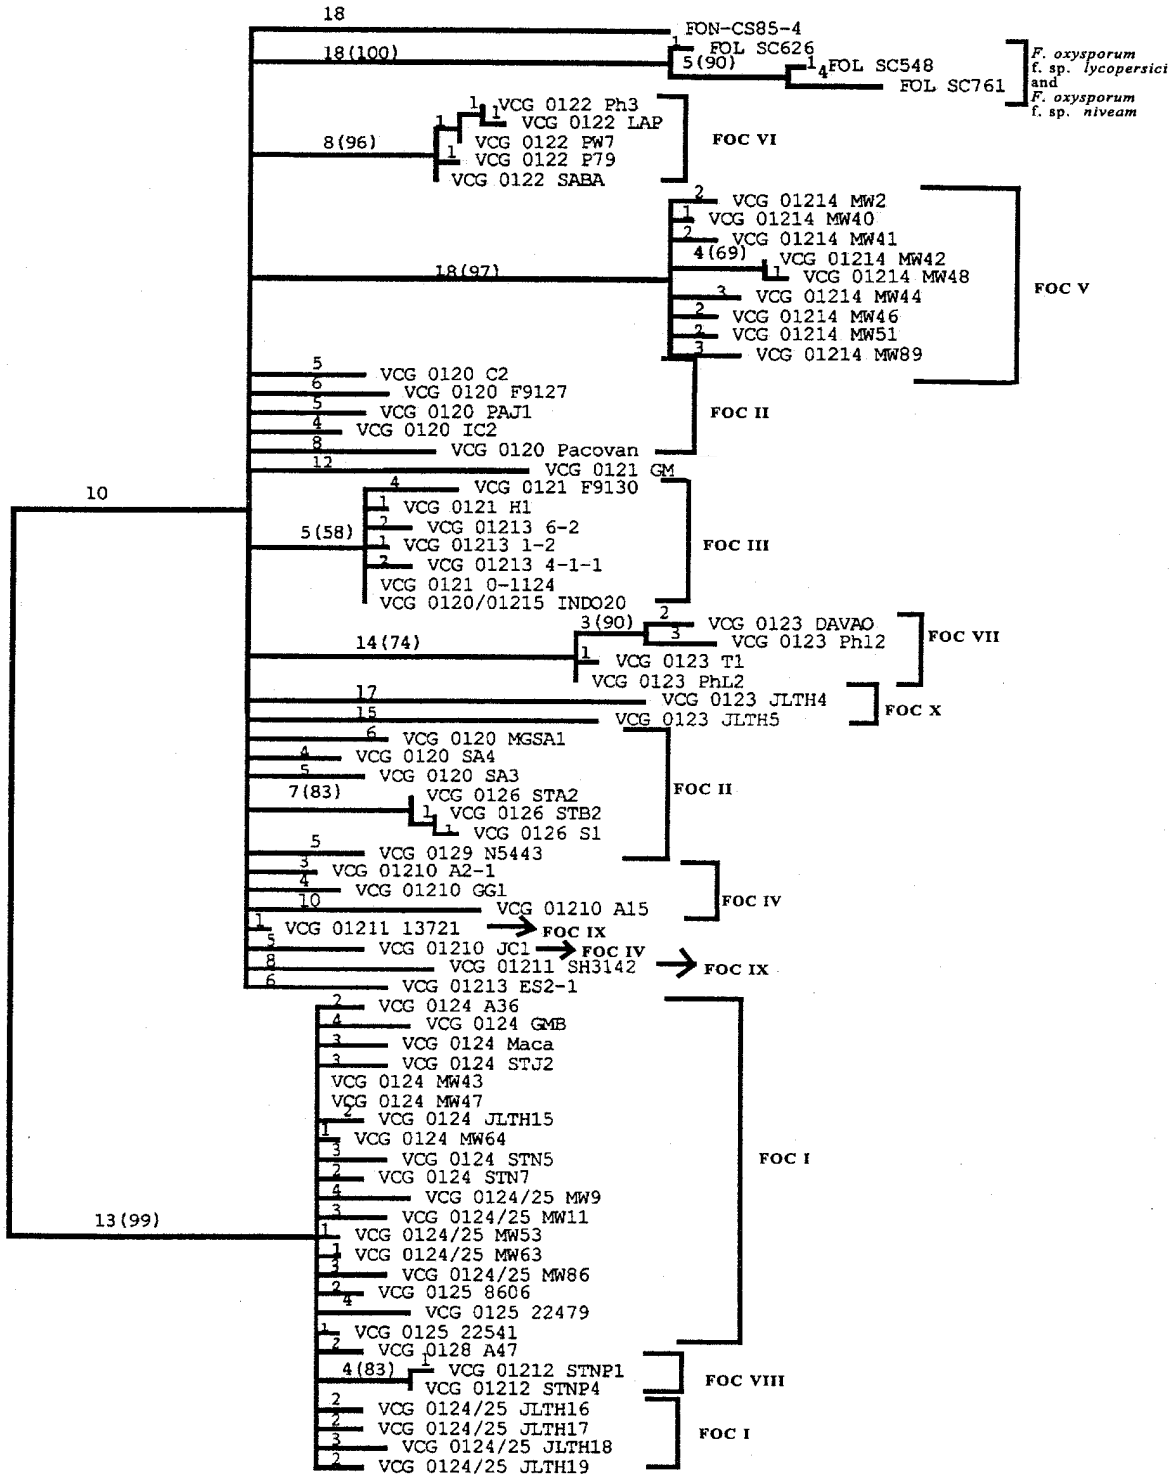 18
FON-CS85-4
18(100)
1
FOL SC626
5(90)
1
FOL SC548
4
FOL SC761
F. oxysporum
f. sp. lycopersici
and
F. oxysporum
f. sp. niveam
8(96)
1
1
VCG 0122 Ph3
1
VCG 0122 LAP
VCG 0122 PW7
1
VCG 0122 P79
VCG 0122 SABA
FOC VI
18(97)
2
VCG 01214 MW2
1
VCG 01214 MW40
2
VCG 01214 MW41
4(69)
VCG 01214 MW42
1
VCG 01214 MW48
3
VCG 01214 MW44
2
VCG 01214 MW46
2
VCG 01214 MW51
3
VCG 01214 MW89
FOC V
5
VCG 0120 C2
6
VCG 0120 F9127
5
VCG 0120 PAJ1
4
VCG 0120 IC2
8
VCG 0120 Pacovan
FOC II
12
VCG 0121 GM
10
5(58)
4
VCG 0121 F9130
1
VCG 0121 H1
2
VCG 01213 6-2
1
VCG 01213 1-2
2
VCG 01213 4-1-1
VCG 0121 0-1124
VCG 0120/01215 INDO20
FOC III
14(74)
3(90)
2
VCG 0123 DAVAO
3
VCG 0123 Ph12
1
VCG 0123 T1
VCG 0123 PhL2
FOC VII
17
VCG 0123 JLTH4
15
VCG 0123 JLTH5
FOC X
6
VCG 0120 MGSA1
4
VCG 0120 SA4
5
VCG 0120 SA3
7(83)
VCG 0126 STA2
1
VCG 0126 STB2
1
VCG 0126 S1
5
VCG 0129 N5443
FOC II
3
VCG 01210 A2-1
4
VCG 01210 GG1
10
VCG 01210 A15
FOC IV
1
VCG 01211 13721
FOC IX
5
VCG 01210 JC1
FOC IV
8
VCG 01211 SH3142
FOC IX
6
VCG 01213 ES2-1
13(99)
2
VCG 0124 A36
4
VCG 0124 GMB
3
VCG 0124 Maca
3
VCG 0124 STJ2
VCG 0124 MW43
VCG 0124 MW47
2
VCG 0124 JLTH15
1
VCG 0124 MW64
3
VCG 0124 STN5
2
VCG 0124 STN7
4
VCG 0124/25 MW9
3
VCG 0124/25 MW11
1
VCG 0124/25 MW53
1
VCG 0124/25 MW63
3
VCG 0124/25 MW86
2
VCG 0125 8606
4
VCG 0125 22479
1
VCG 0125 22541
2
VCG 0128 A47
FOC I
4(83)
1
VCG 01212 STNP1
VCG 01212 STNP4
FOC VIII
2
VCG 0124/25 JLTH16
2
VCG 0124/25 JLTH17
3
VCG 0124/25 JLTH18
2
VCG 0124/25 JLTH19
FOC I